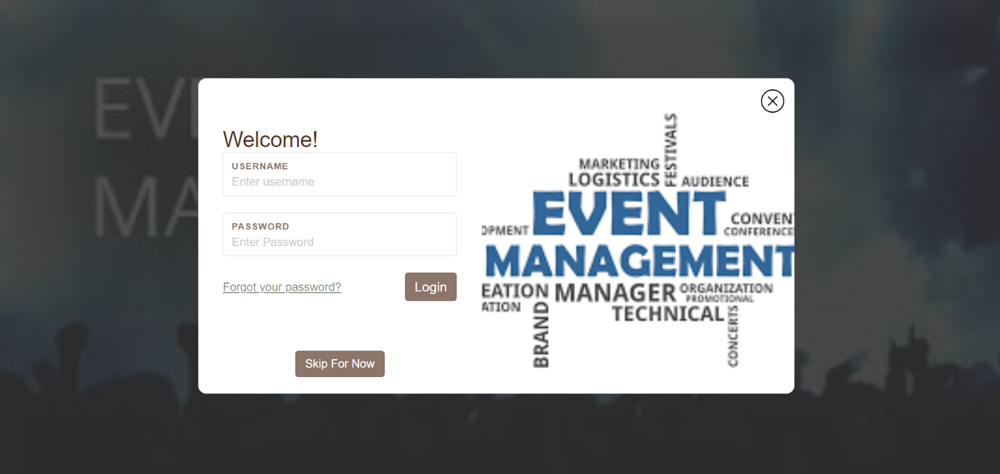 EV
MA
Welcome!
USERNAME
Enter username
PASSWORD
Enter Password
Forgot your password?
Login
Skip For Now
FESTIVALS
MARKETING
LOGISTICS
AUDIENCE
EVENT
CONVENT
OPMENT
CONFERENCES
MANAGEMENT
EATION
MANAGER
ORGANIZATION
PROMOTIONAL
ATION
TECHNICAL
BRAND
CONCERTS